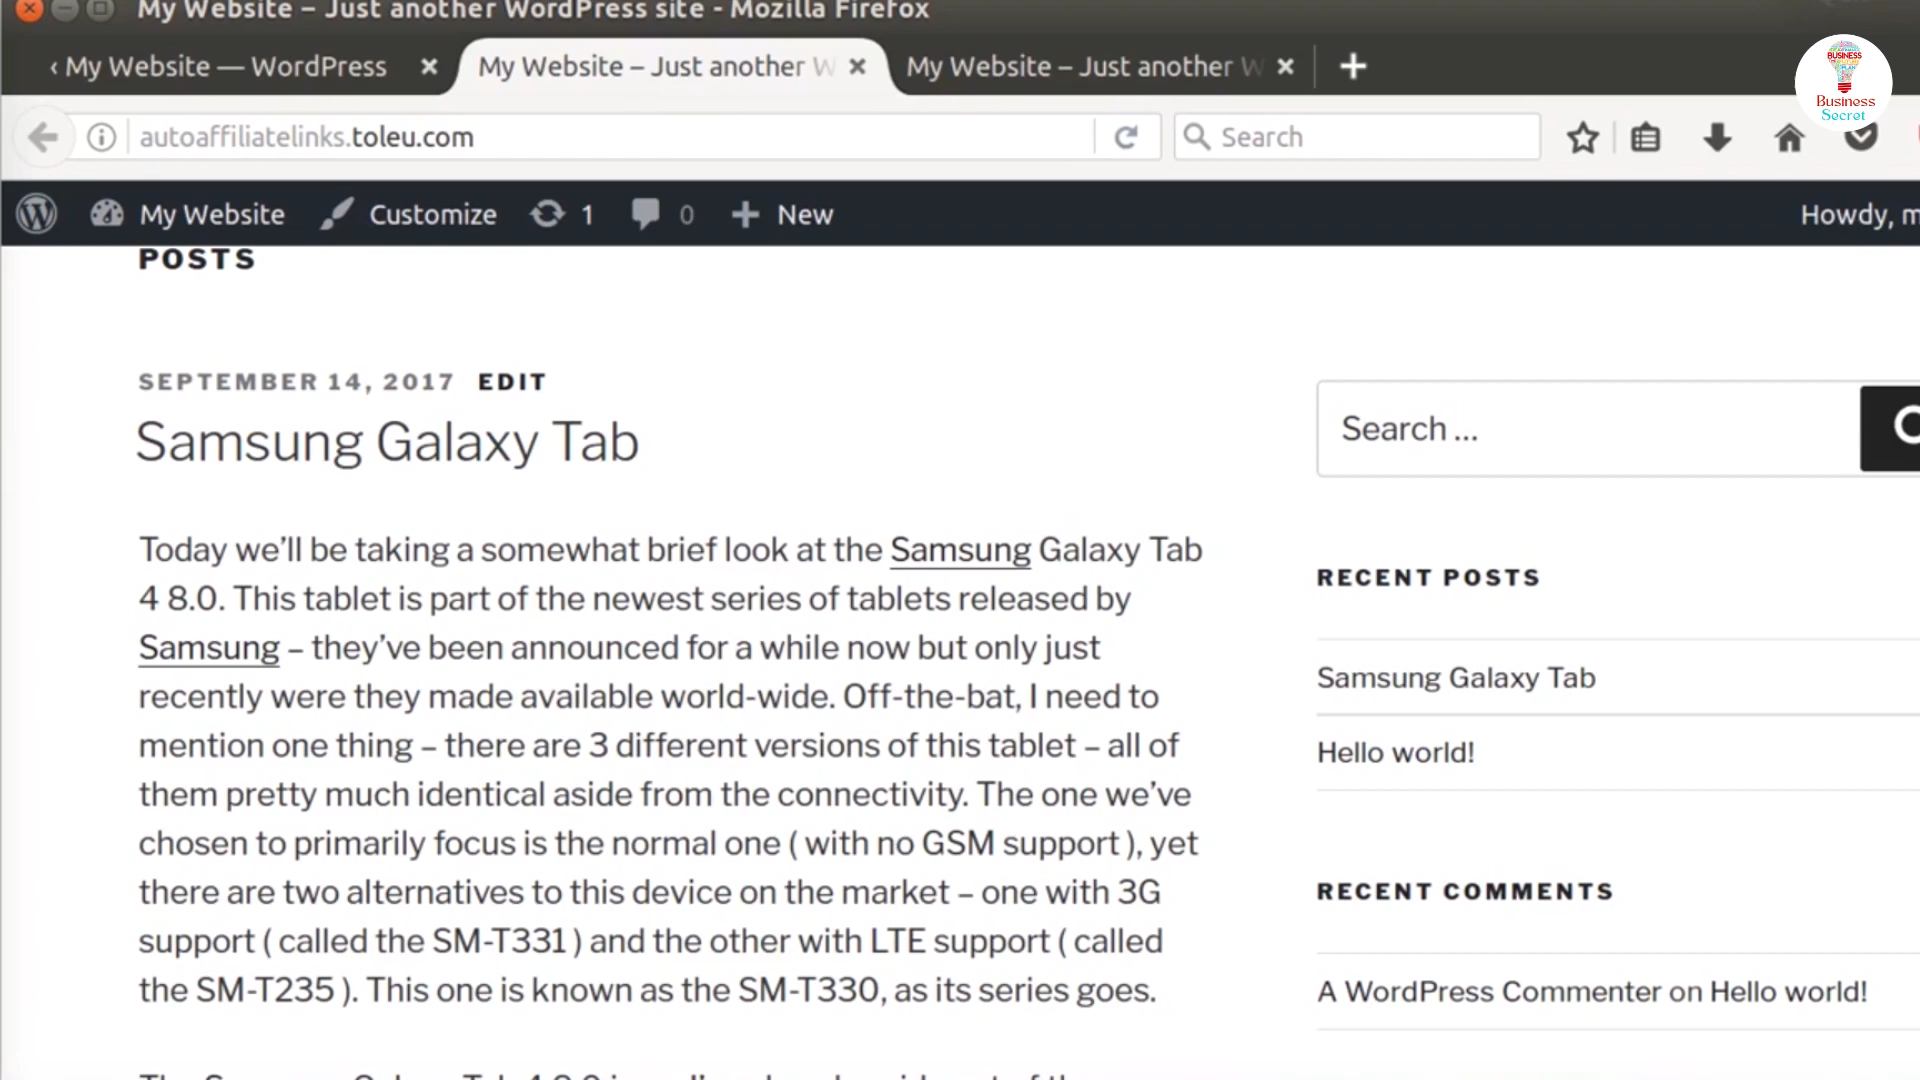 My Website – Just another WordPress site - Mozilla Firefox
‹ My Website — WordPress
My Website – Just another W
My Website – Just another W
BUSINESS
PLAN
Business
Secret
autoaffiliatelinks.toleu.com
Search
My Website
Customize
1
0
New
Howdy, m
POSTS
SEPTEMBER 14, 2017 EDIT
Samsung Galaxy Tab
Today we’ll be taking a somewhat brief look at the Samsung Galaxy Tab
4 8.0. This tablet is part of the newest series of tablets released by
Samsung – they’ve been announced for a while now but only just
recently were they made available world-wide. Off-the-bat, I need to
mention one thing – there are 3 different versions of this tablet – all of
them pretty much identical aside from the connectivity. The one we’ve
chosen to primarily focus is the normal one ( with no GSM support ), yet
there are two alternatives to this device on the market – one with 3G
support ( called the SM-T331 ) and the other with LTE support ( called
the SM-T235 ). This one is known as the SM-T330, as its series goes.
Search …
RECENT POSTS
Samsung Galaxy Tab
Hello world!
RECENT COMMENTS
A WordPress Commenter on Hello world!